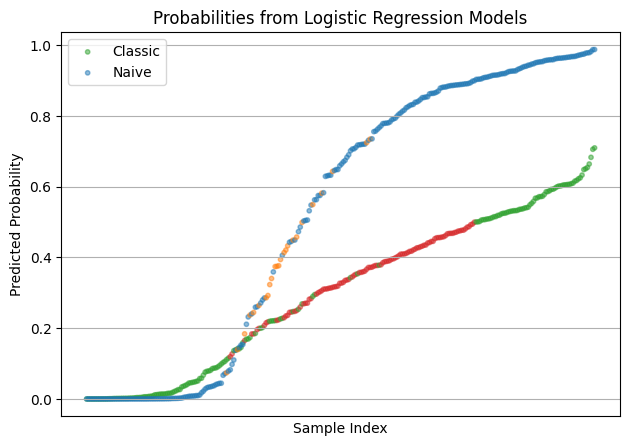 Probabilities from Logistic Regression Models
Classic
Naive
Predicted Probability
1.0
0.8
0.6
0.4
0.2
0.0
Sample Index